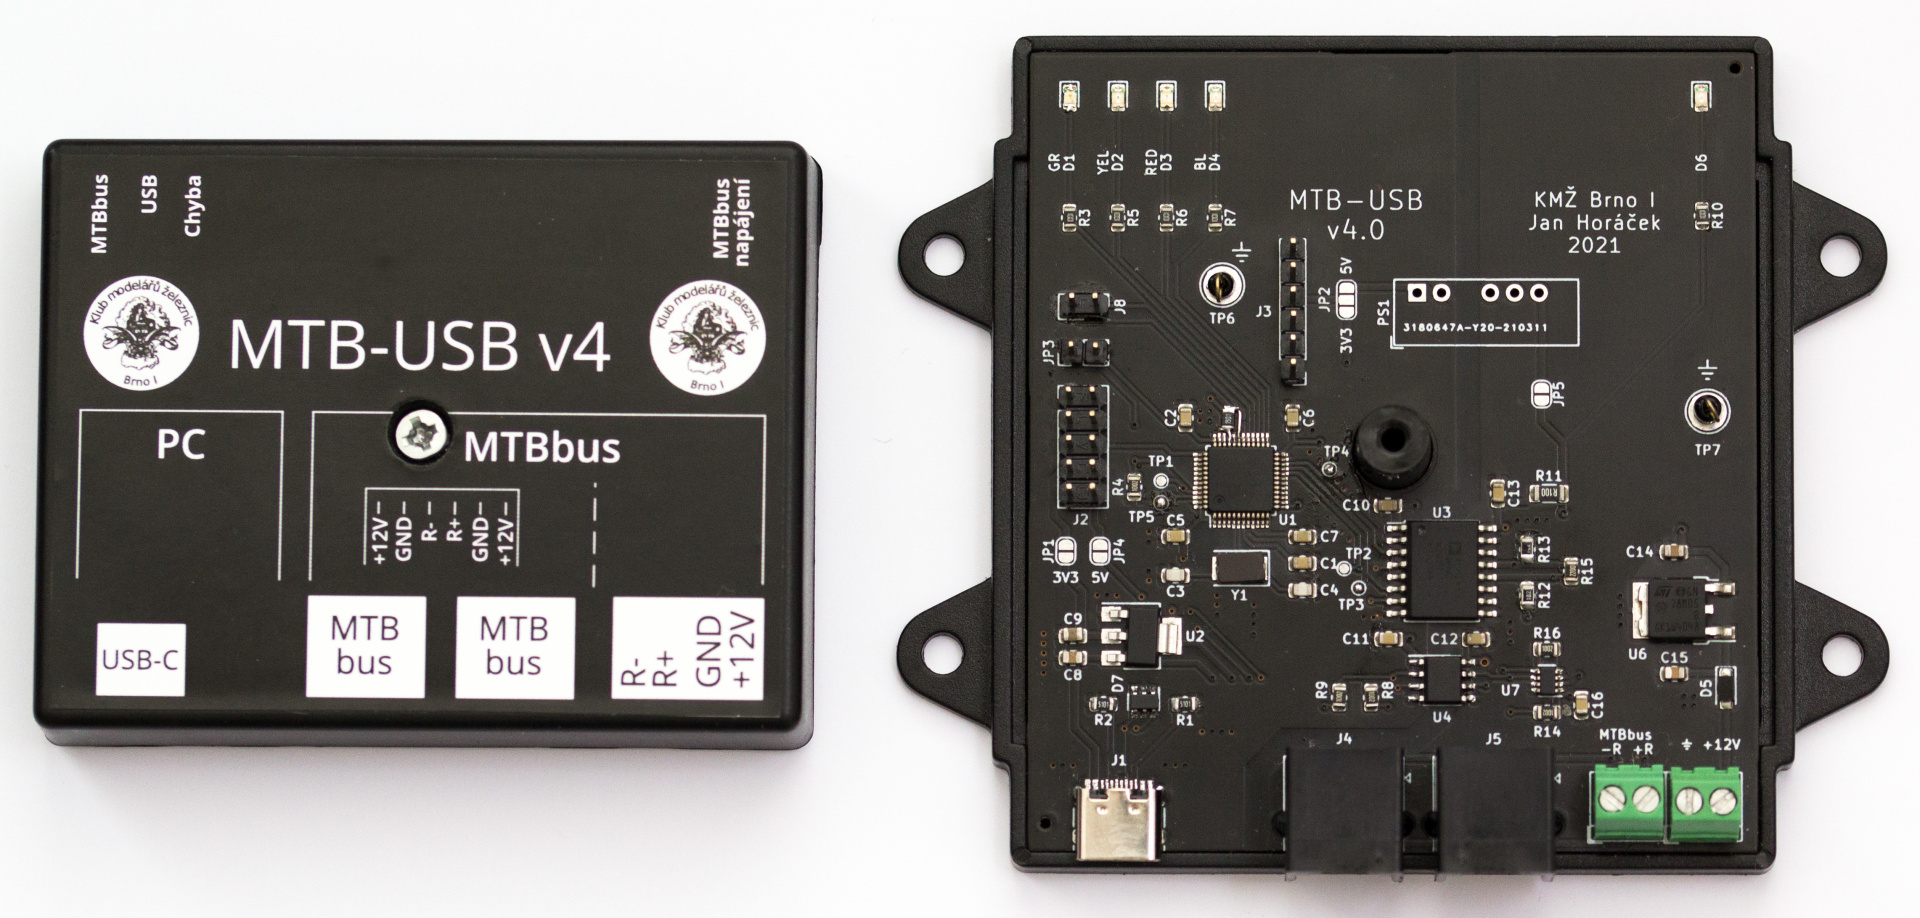 MTBbus
USB
Chyba
MTBbus
napájení
Klub modelářů železnic
Brno I
MTB-USB v4
Klub modelářů železnic
Brno I
PC
MTBbus
+12V
GND
R-
R+
GND
+12V
USB-C
MTB
bus
MTB
bus
R-
R+
GND
+12V
GR
D1
YEL
D2
RED
D3
BL
D4
D6
R3
R5
R6
R7
R10
MTB-USB
v4.0
KMŽ Brno I
Jan Horáček
2021
TP6
J8
J3
JP2
5V
3V3
PS1
3180647A-Y20-210311
JP3
JP5
TP7
C2
C6
TP1
TP4
R4
TP5
J2
U1
C10
U3
C13
R11
R100
C5
C7
JP1
JP4
3V3
5V
C1
TP2
R13
R15
C14
C3
Y1
C4
TP3
R12
C9
U2
C11
C12
R16
1002
U6
C8
C15
D7
R9
R8
U7
D5
R2
R1
U4
C16
R14
J1
J4
J5
MTBbus
-R +R
+12V